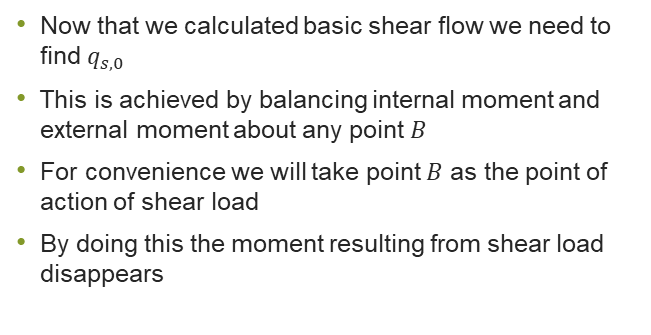 • Now that we calculated basic shear flow we need to
find q_{s,0}
• This is achieved by balancing internal moment and
external moment about any point B
• For convenience we will take point B as the point of
action of shear load
• By doing this the moment resulting from shear load
disappears